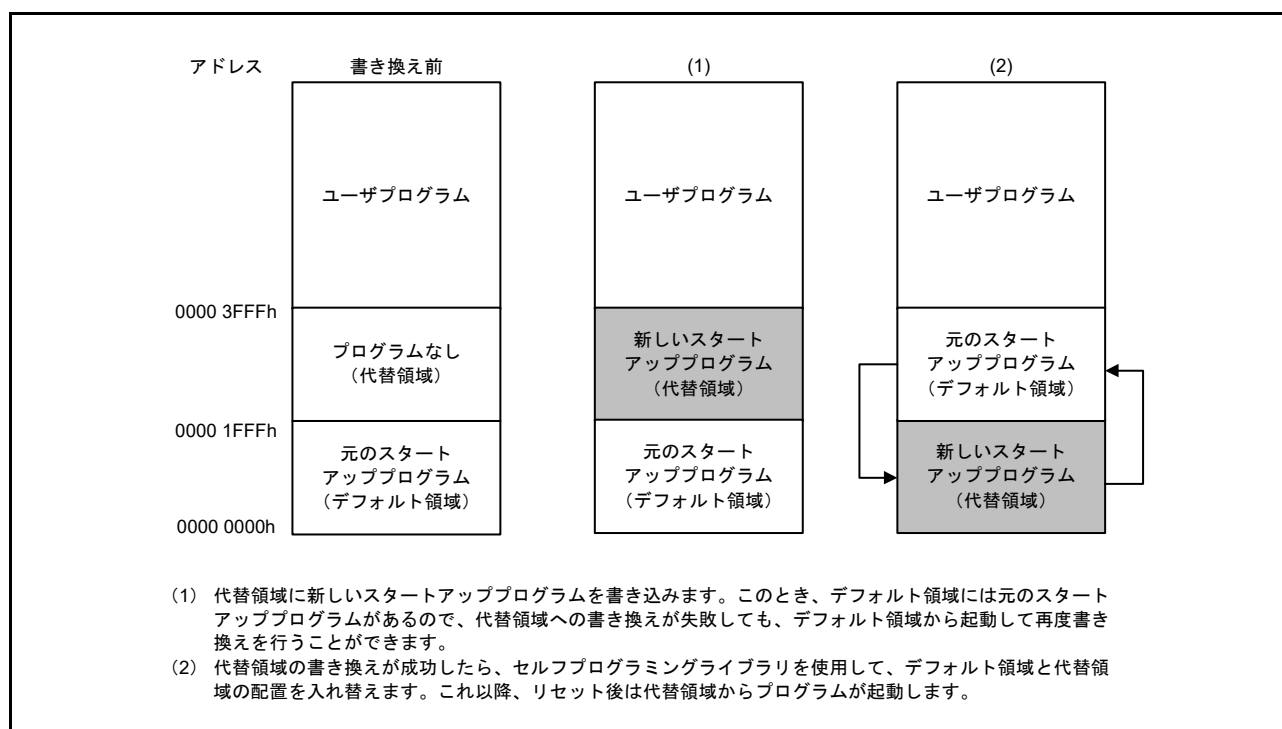 アドレス 書き換え前 (1) (2)
ユーザプログラム ユーザプログラム ユーザプログラム
0000 3FFFh
プログラムなし
(代替領域)
新しいスタート
アッププログラム
(代替領域)
元のスタート
アッププログラム
(デフォルト領域)
0000 1FFFh
元のスタート
アッププログラム
(デフォルト領域)
元のスタート
アッププログラム
(デフォルト領域)
新しいスタート
アッププログラム
(代替領域)
0000 0000h
(1) 代替領域に新しいスタートアッププログラムを書き込みます。このとき、デフォルト領域には元のスタート
アッププログラムがあるので、代替領域への書き換えが失敗しても、デフォルト領域から起動して再度書き
換えを行うことができます。
(2) 代替領域の書き換えが成功したら、セルフプログラミングライブラリを使用して、デフォルト領域と代替領
域の配置を入れ替えます。これ以降、リセット後は代替領域からプログラムが起動します。